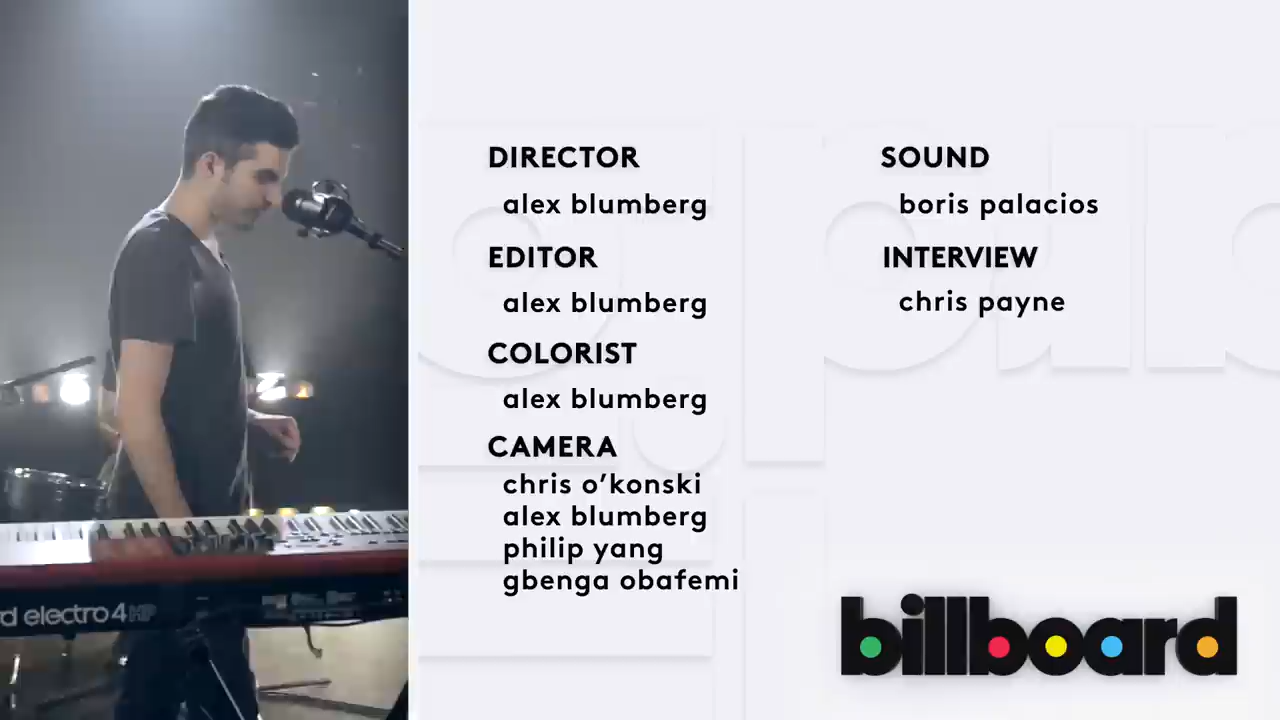 DIRECTOR
alex blumberg
EDITOR
alex blumberg
COLORIST
alex blumberg
CAMERA
chris o’konski
alex blumberg
philip yang
gbenga obafemi
SOUND
boris palacios
INTERVIEW
chris payne
billboard
electro 4 HP